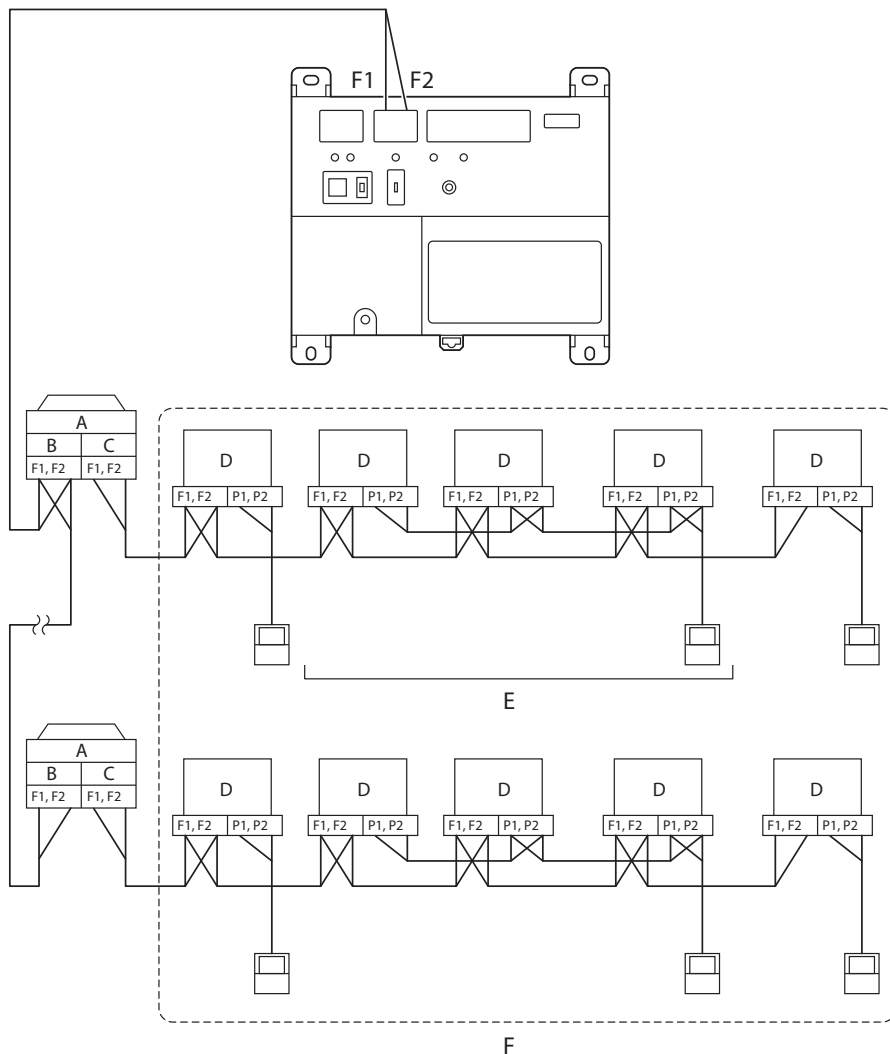 F1 F2
A
B C
F1, F2 F1, F2
D D D D D
F1, F2 P1, P2 F1, F2 P1, P2 F1, F2 P1, P2 F1, F2 P1, P2 F1, F2 P1, P2
E
A
B C
F1, F2 F1, F2
D D D D D
F1, F2 P1, P2 F1, F2 P1, P2 F1, F2 P1, P2 F1, F2 P1, P2 F1, F2 P1, P2
F